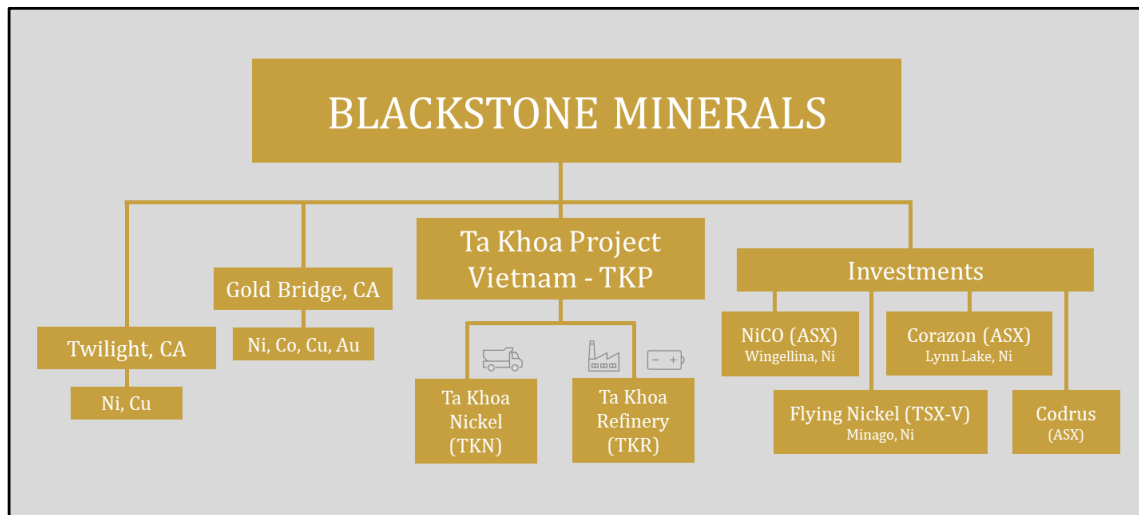 BLACKSTONE MINERALS
Ta Khoa Project
Vietnam - TKP
Investments
Gold Bridge, CA
Twilight, CA
Ni, Co, Cu, Au
Ni, Cu
NiCO (ASX)
Wingellina, Ni
Corazon (ASX)
Lynn Lake, Ni
Ta Khoa
Nickel
(TKN)
Ta Khoa
Refinery
(TKR)
Flying Nickel (TSX-V)
Minago, Ni
Codrus
(ASX)